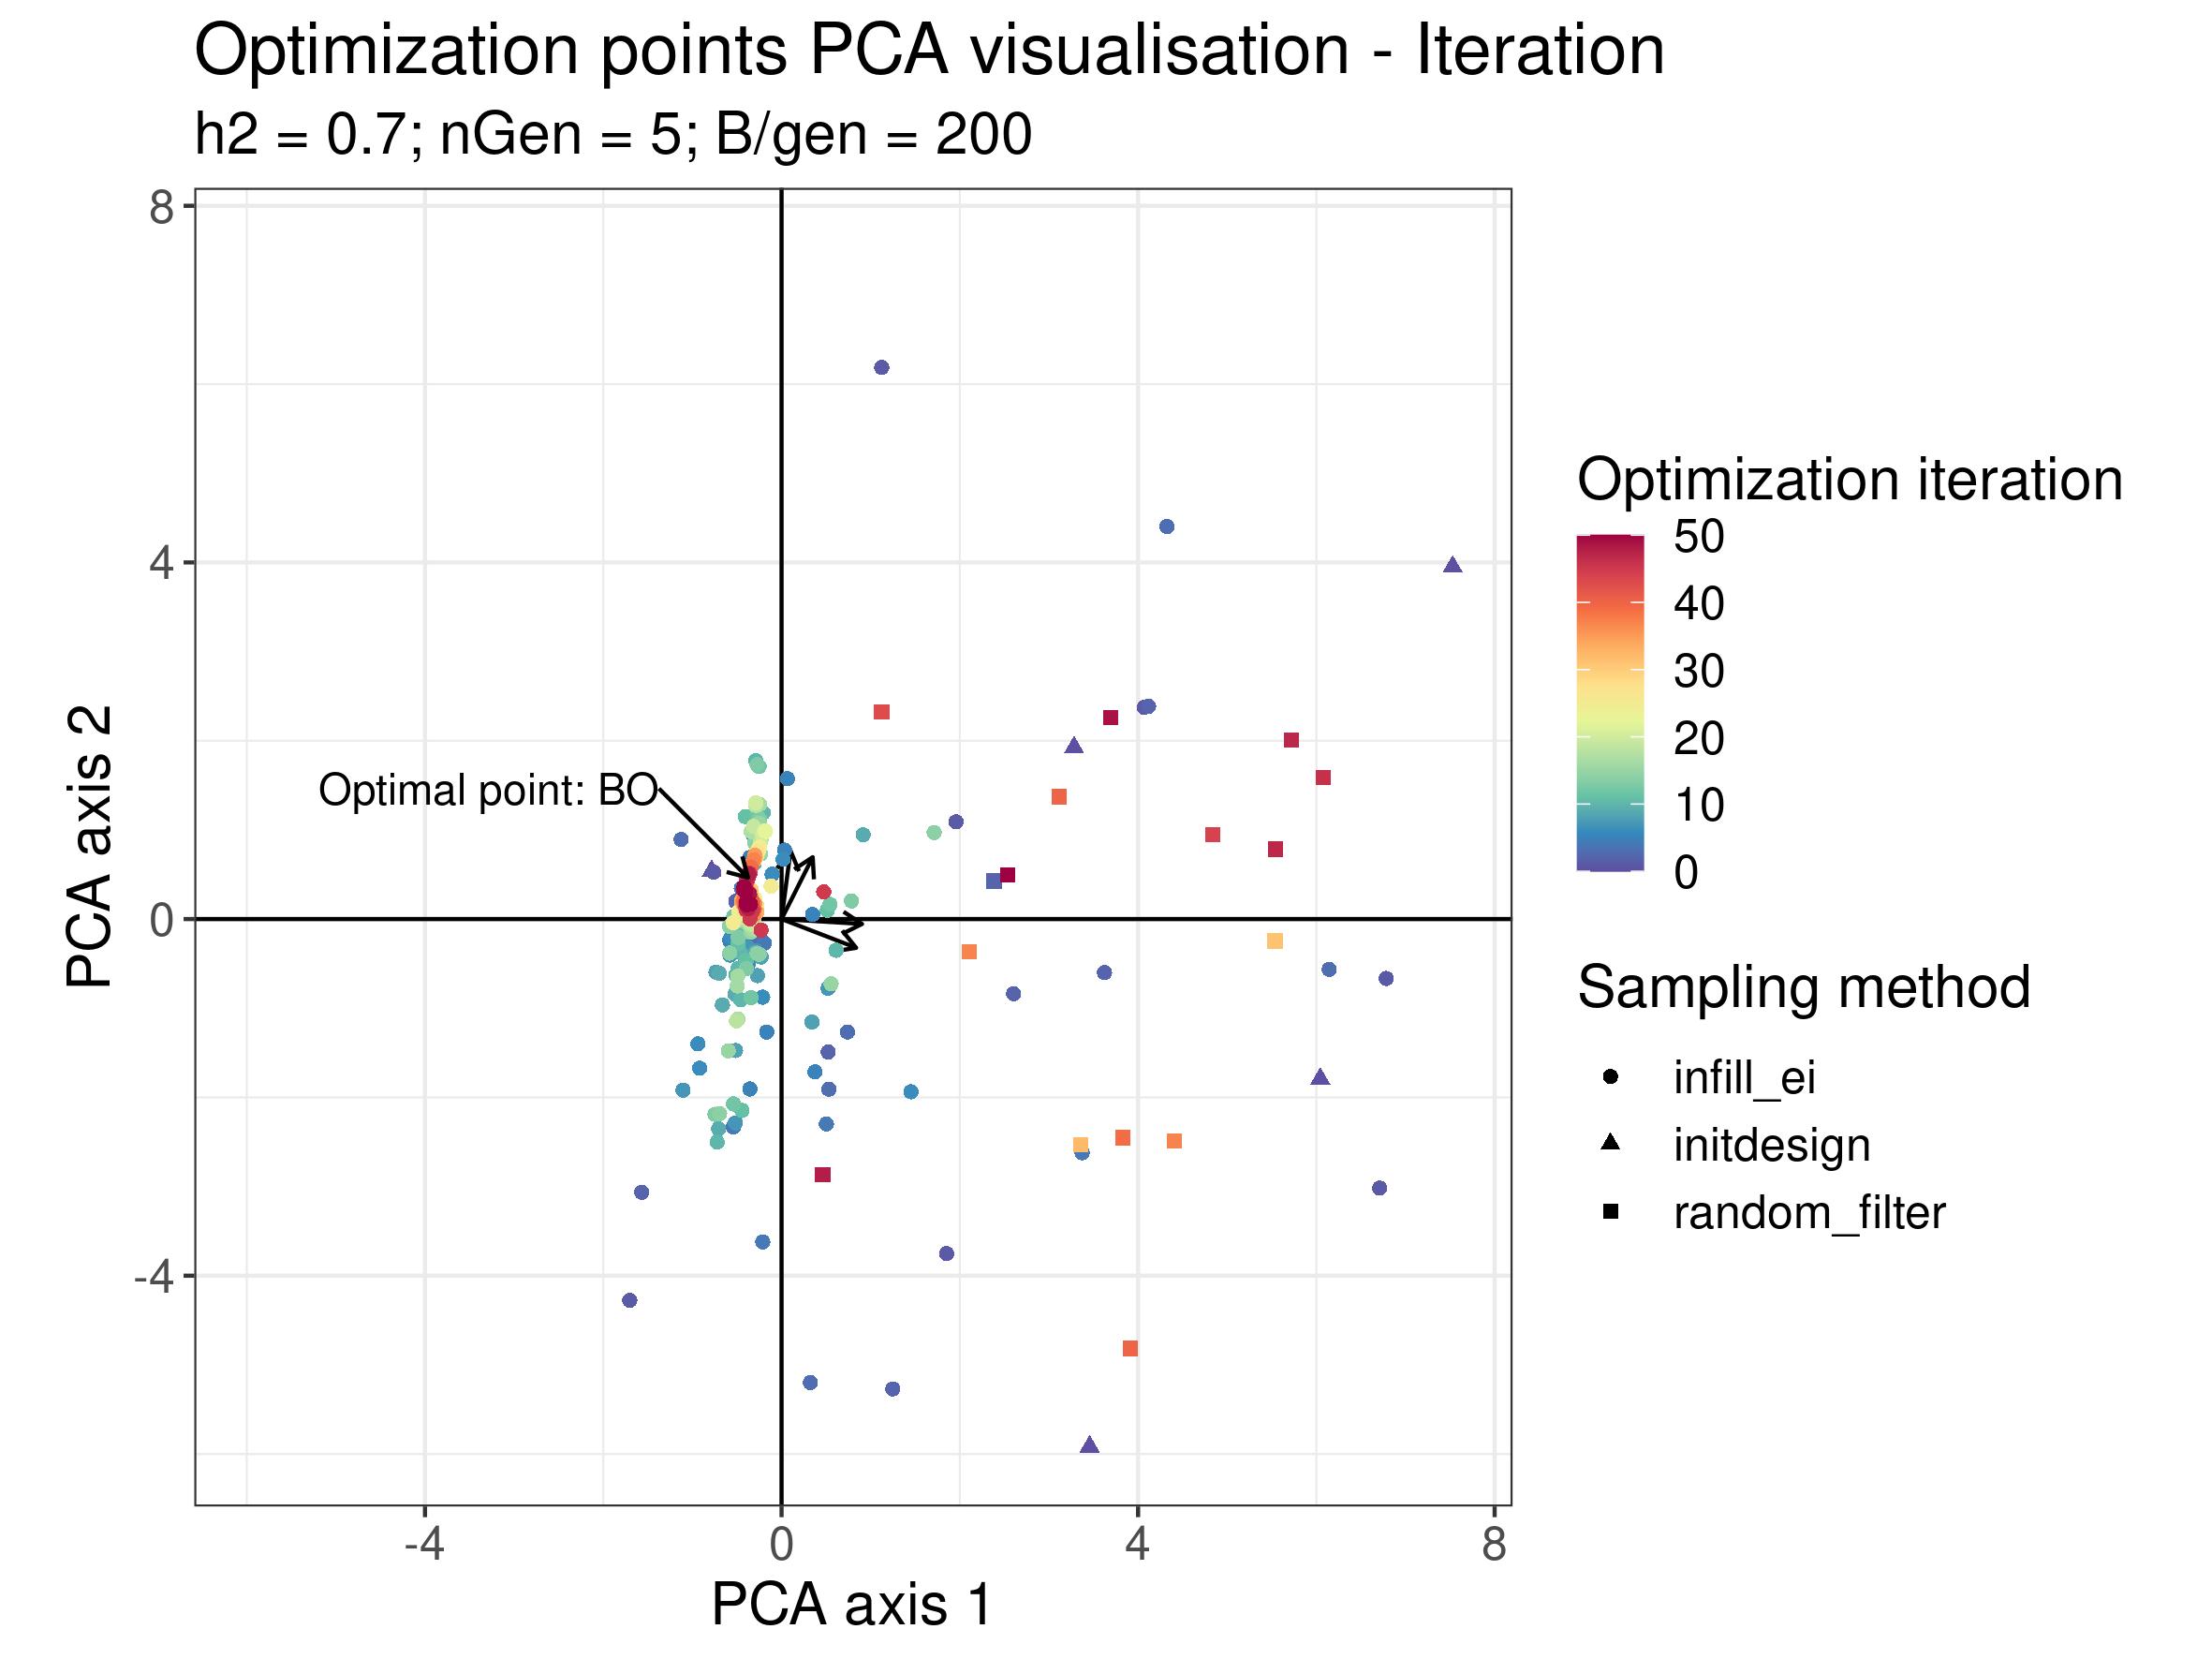 Optimization points PCA visualisation - Iteration
h2 = 0.7; nGen = 5; B/gen = 200
8
4
0
-4
PCA axis 2
Optimal point: BO
-4
0
4
8
PCA axis 1
Optimization iteration
50
40
30
20
10
0
Sampling method
infill_ei
initdesign
random_filter